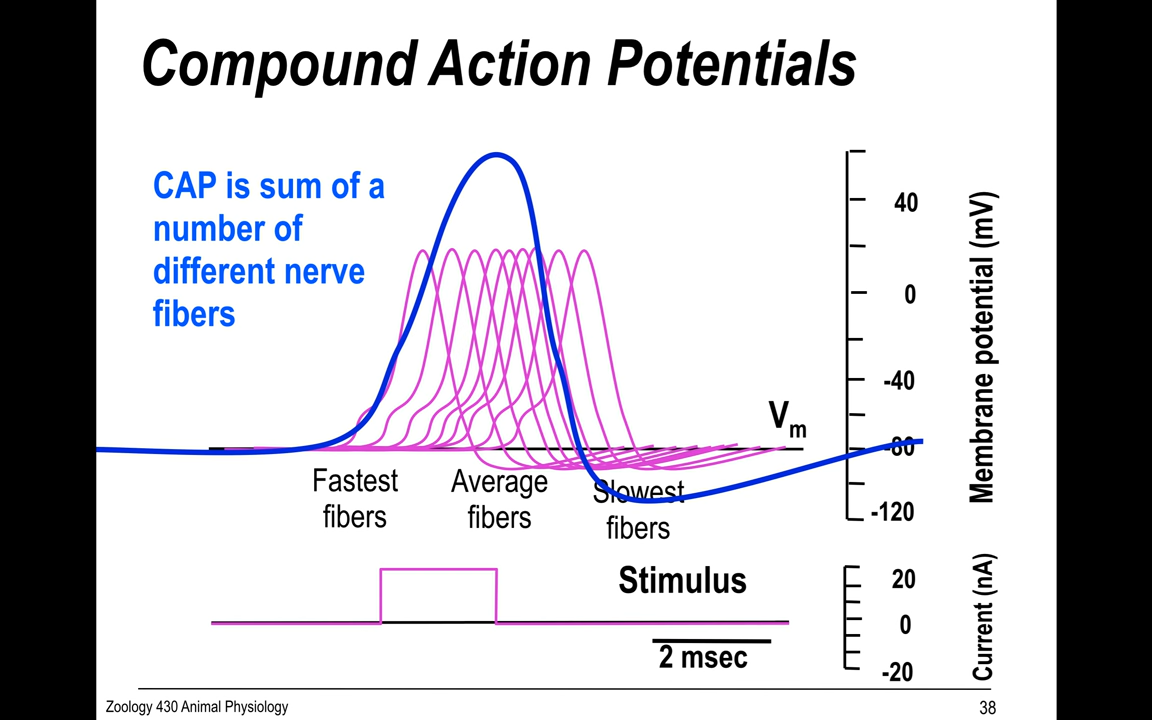 Compound Action Potentials
CAP is sum of a
number of
different nerve
fibers
40
0
-40
-80
-120
Membrane potential (mV)
Vm
Fastest
fibers
Average
fibers
Slowest
fibers
Stimulus
2 msec
20
0
-20
Current (nA)
Zoology 430 Animal Physiology
38